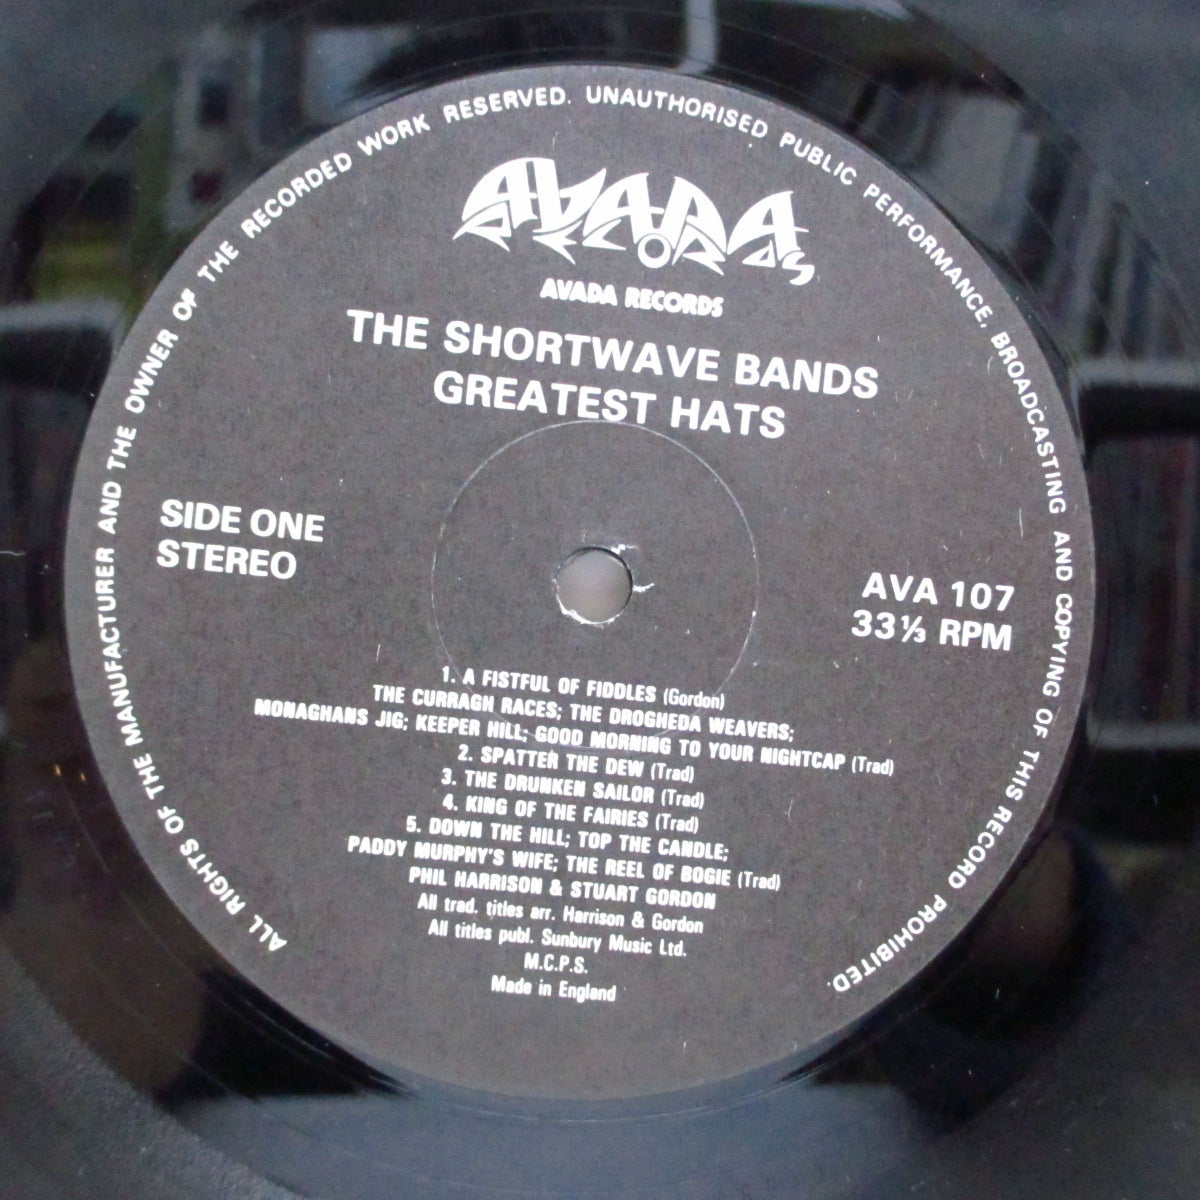 ALL RIGHTS OF THE MANUFACTURER AND THE OWNER OF THE RECORDED WORK RESERVED. UNAUTHORISED PUBLIC PERFORMANCE, BROADCASTING AND COPYING OF THIS RECORD PROHIBITED.
AVADA
RECORDS
AVADA RECORDS
THE SHORTWAVE BANDS
GREATEST HATS
SIDE ONE
STEREO
AVA 107
33⅓ RPM
1. A FISTFUL OF FIDDLES (Gordon)
THE CURRAGH RACES; THE DROGHEDA WEAVERS;
MONAGHANS JIG; KEEPER HILL; GOOD MORNING TO YOUR NIGHTCAP (Trad)
2. SPATTER THE DEW (Trad)
3. THE DRUNKEN SAILOR (Trad)
4. KING OF THE FAIRIES (Trad)
5. DOWN THE HILL; TOP THE CANDLE;
PADDY MURPHY'S WIFE; THE REEL OF BOGIE (Trad)
PHIL HARRISON & STUART GORDON
All trad. titles arr. Harrison & Gordon
All titles publ. Sunbury Music Ltd.
M.C.P.S.
Made in England